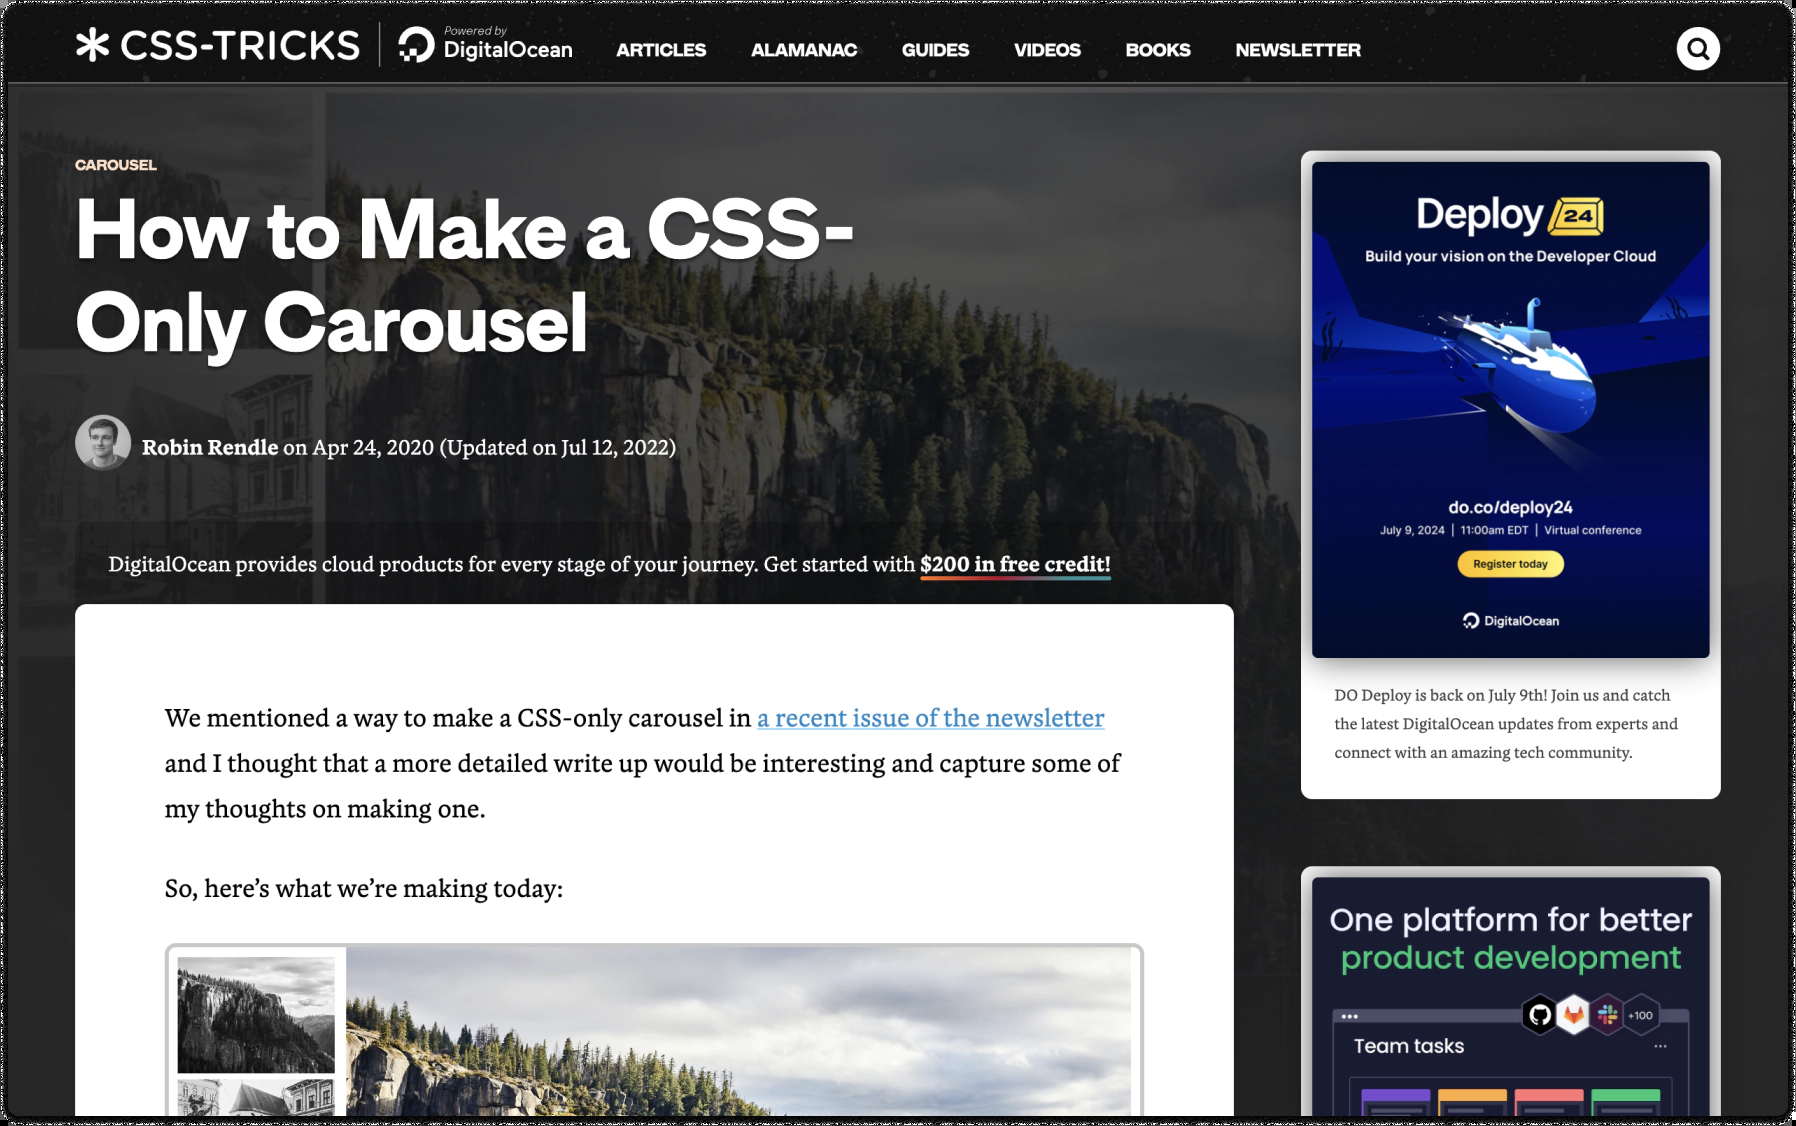 CSS-TRICKS
Powered by
DigitalOcean
ARTICLES
ALAMANAC
GUIDES
VIDEOS
BOOKS
NEWSLETTER
CAROUSEL
How to Make a CSS-
Only Carousel
Robin Rendle on Apr 24, 2020 (Updated on Jul 12, 2022)
DigitalOcean provides cloud products for every stage of your journey. Get started with $200 in free credit!
We mentioned a way to make a CSS-only carousel in a recent issue of the newsletter
and I thought that a more detailed write up would be interesting and capture some of
my thoughts on making one.
So, here’s what we’re making today:
Deploy 24
Build your vision on the Developer Cloud
do.co/deploy24
July 9, 2024 | 11:00am EDT | Virtual conference
Register today
DigitalOcean
DO Deploy is back on July 9th! Join us and catch
the latest DigitalOcean updates from experts and
connect with an amazing tech community.
One platform for better
product development
+100
Team tasks